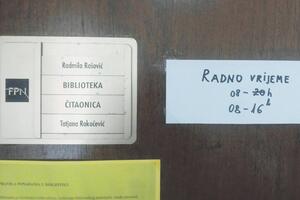 Radmila Rašović
BIBLIOTEKA
FPN
ČITAONICA
Tatjana Rakočević
RADNO VRIJEME
08 - 20h
08 - 16h